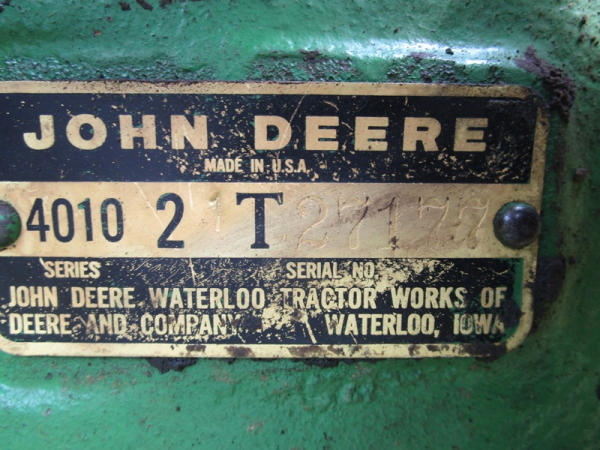 JOHN DEERE
MADE IN U.S.A.
4010 2 T 27177
SERIES SERIAL NO.
JOHN DEERE WATERLOO TRACTOR WORKS OF
DEERE AND COMPANY WATERLOO, IOWA